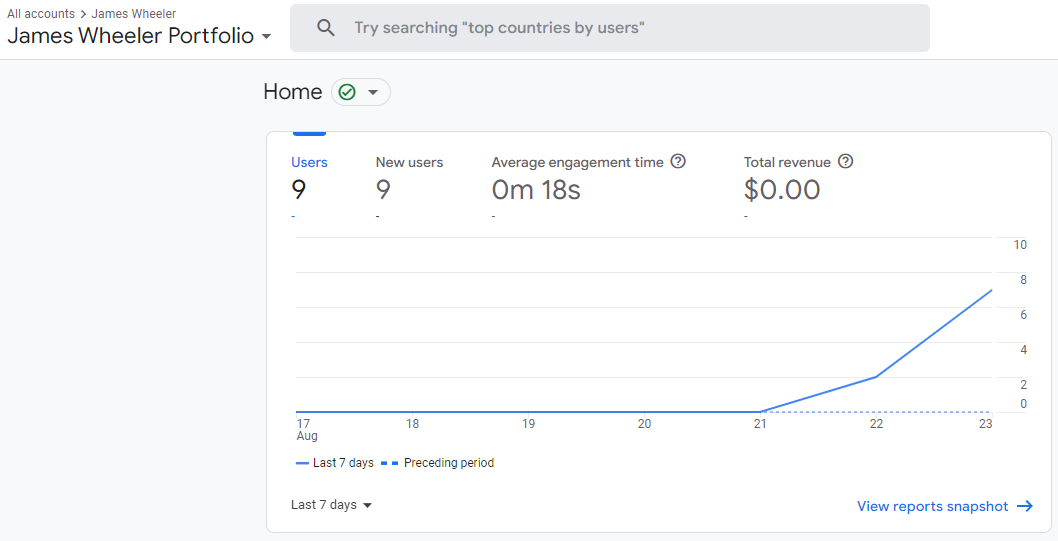 All accounts > James Wheeler
James Wheeler Portfolio
Try searching "top countries by users"
Home
Users New users Average engagement time Total revenue
9 9 0m 18s $0.00
- - - -
10
8
6
4
2
0
17 18 19 20 21 22 23
Aug
Last 7 days Preceding period
Last 7 days View reports snapshot